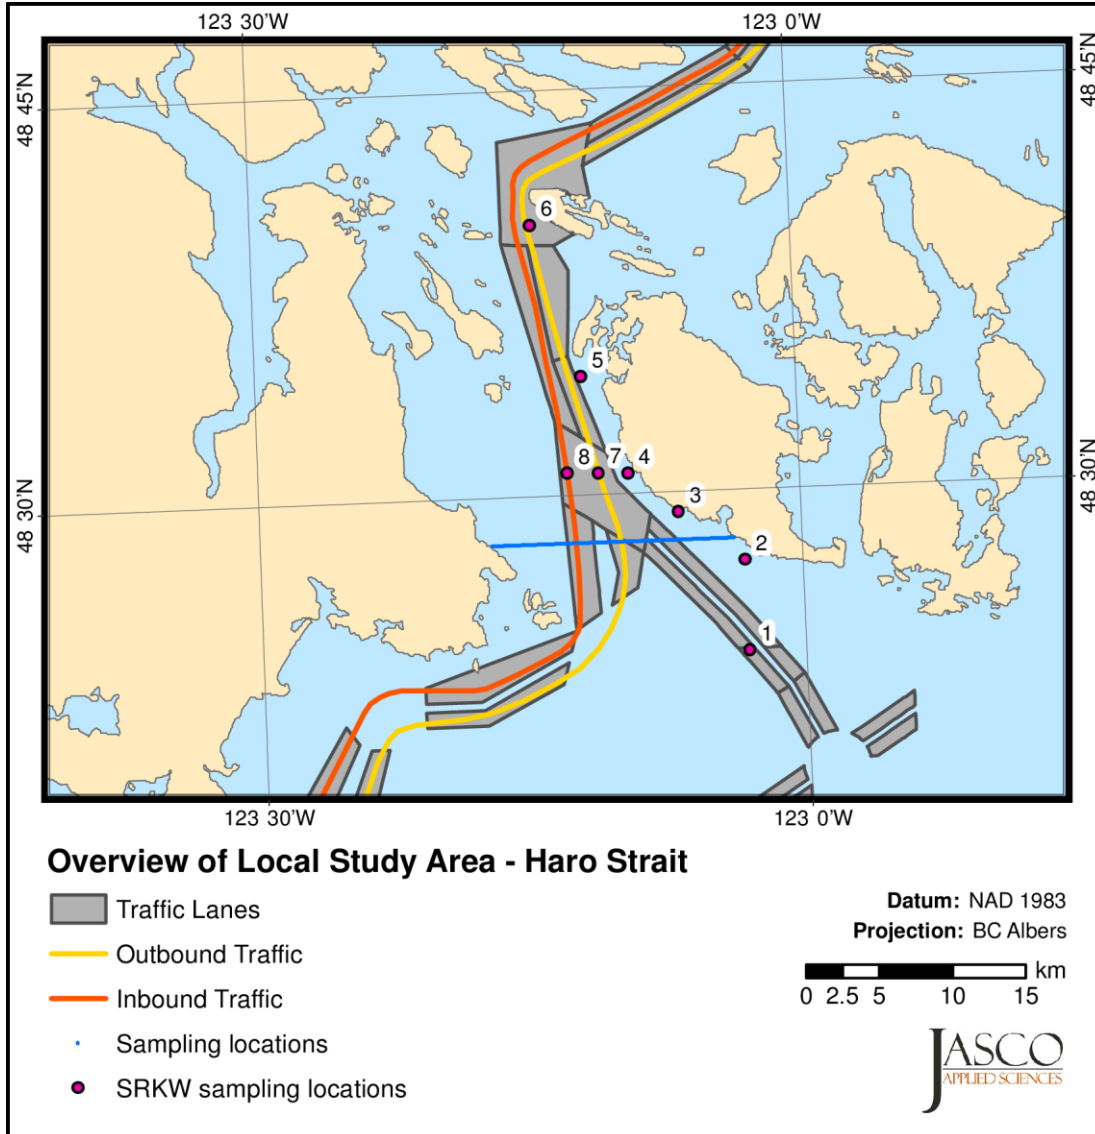 123 30'W
123 0'W
48 45'N
48 45'N
6
5
8
7
4
3
48 30'N
48 30'N
2
1
123 30'W
123 0'W
Overview of Local Study Area - Haro Strait
Traffic Lanes
Outbound Traffic
Inbound Traffic
Sampling locations
SRKW sampling locations
Datum: NAD 1983
Projection: BC Albers
km
0 2.5 5 10 15
JASCO
APPLIED SCIENCES